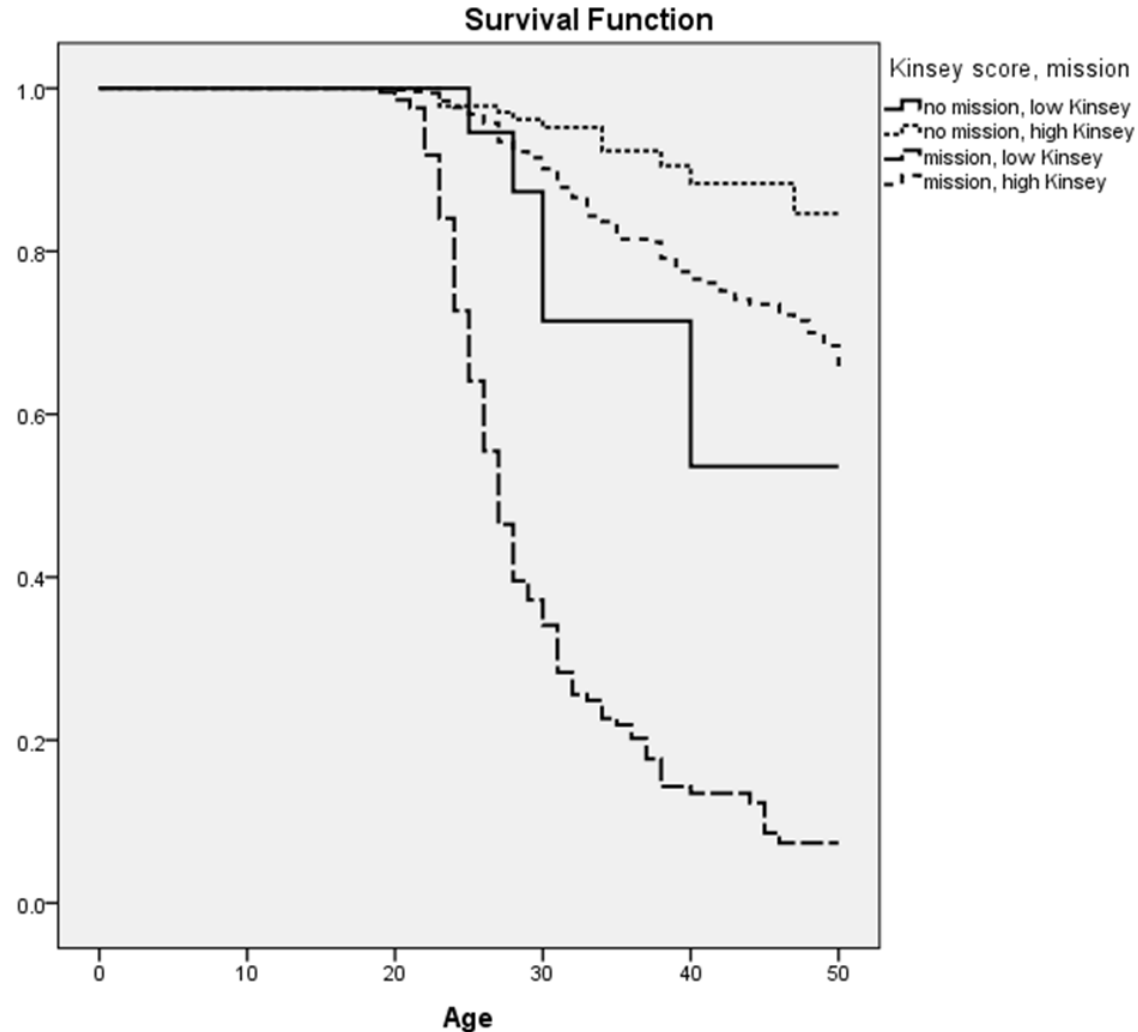 Survival Function
Kinsey score, mission
no mission, low Kinsey
no mission, high Kinsey
mission, low Kinsey
mission, high Kinsey
1.0
0.8
0.6
0.4
0.2
0.0
0 10 20 30 40 50
Age